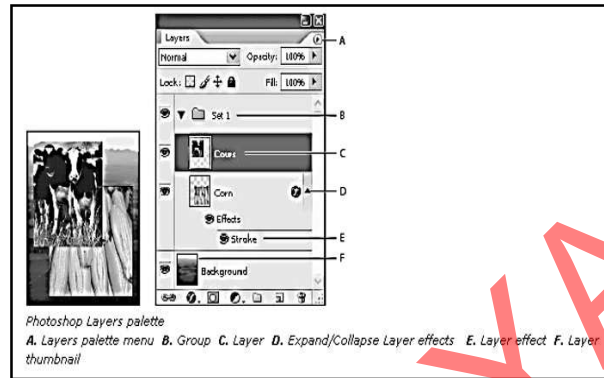 Layers
A
Normal Opacity: 100%
Lock: Fill: 100%
Set 1 B
Cows C
Corn D
Effects
Stroke E
F
Background
Photoshop Layers palette
A. Layers palette menu B. Group C. Layer D. Expand/Collapse Layer effects E. Layer effect F. Layer
thumbnail
YA